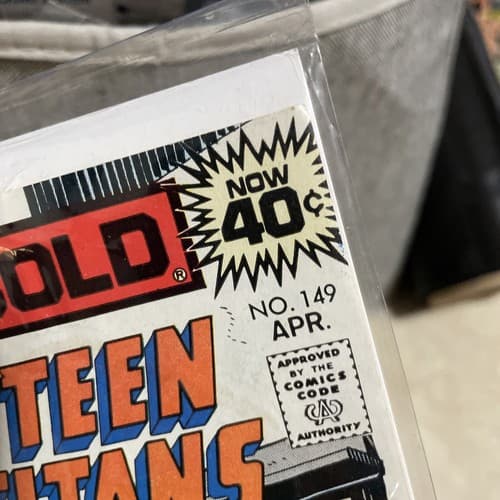 NOW
40¢
OLD®
NO. 149
APR.
TEEN
TITANS
APPROVED
BY THE
COMICS
CODE
CA
AUTHORITY